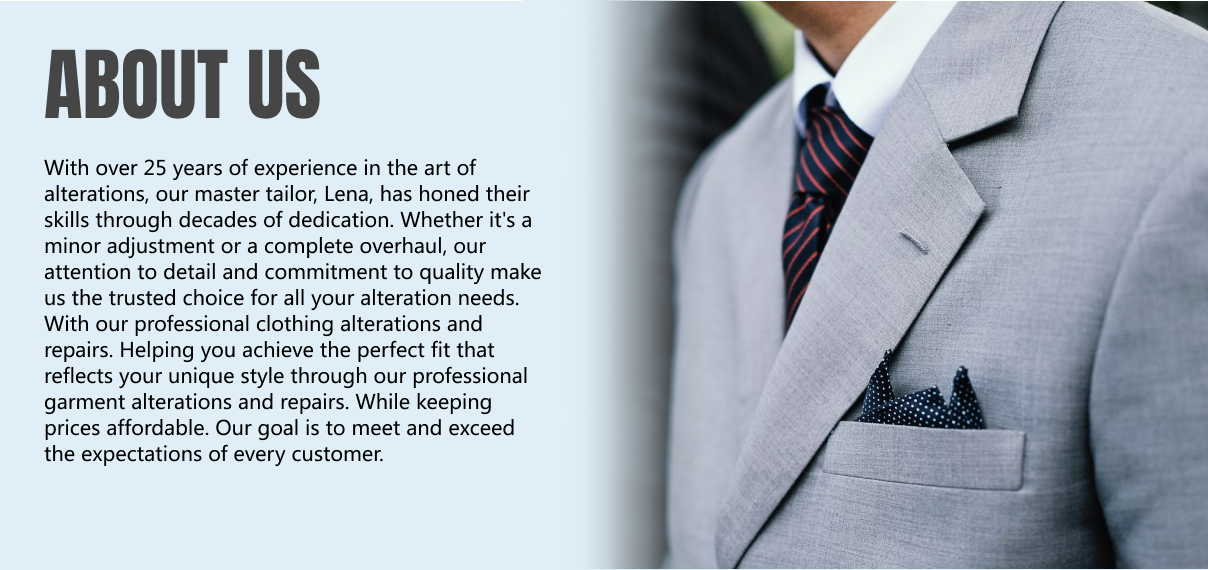 ABOUT US
With over 25 years of experience in the art of
alterations, our master tailor, Lena, has honed their
skills through decades of dedication. Whether it's a
minor adjustment or a complete overhaul, our
attention to detail and commitment to quality make
us the trusted choice for all your alteration needs.
With our professional clothing alterations and
repairs. Helping you achieve the perfect fit that
reflects your unique style through our professional
garment alterations and repairs. While keeping
prices affordable. Our goal is to meet and exceed
the expectations of every customer.